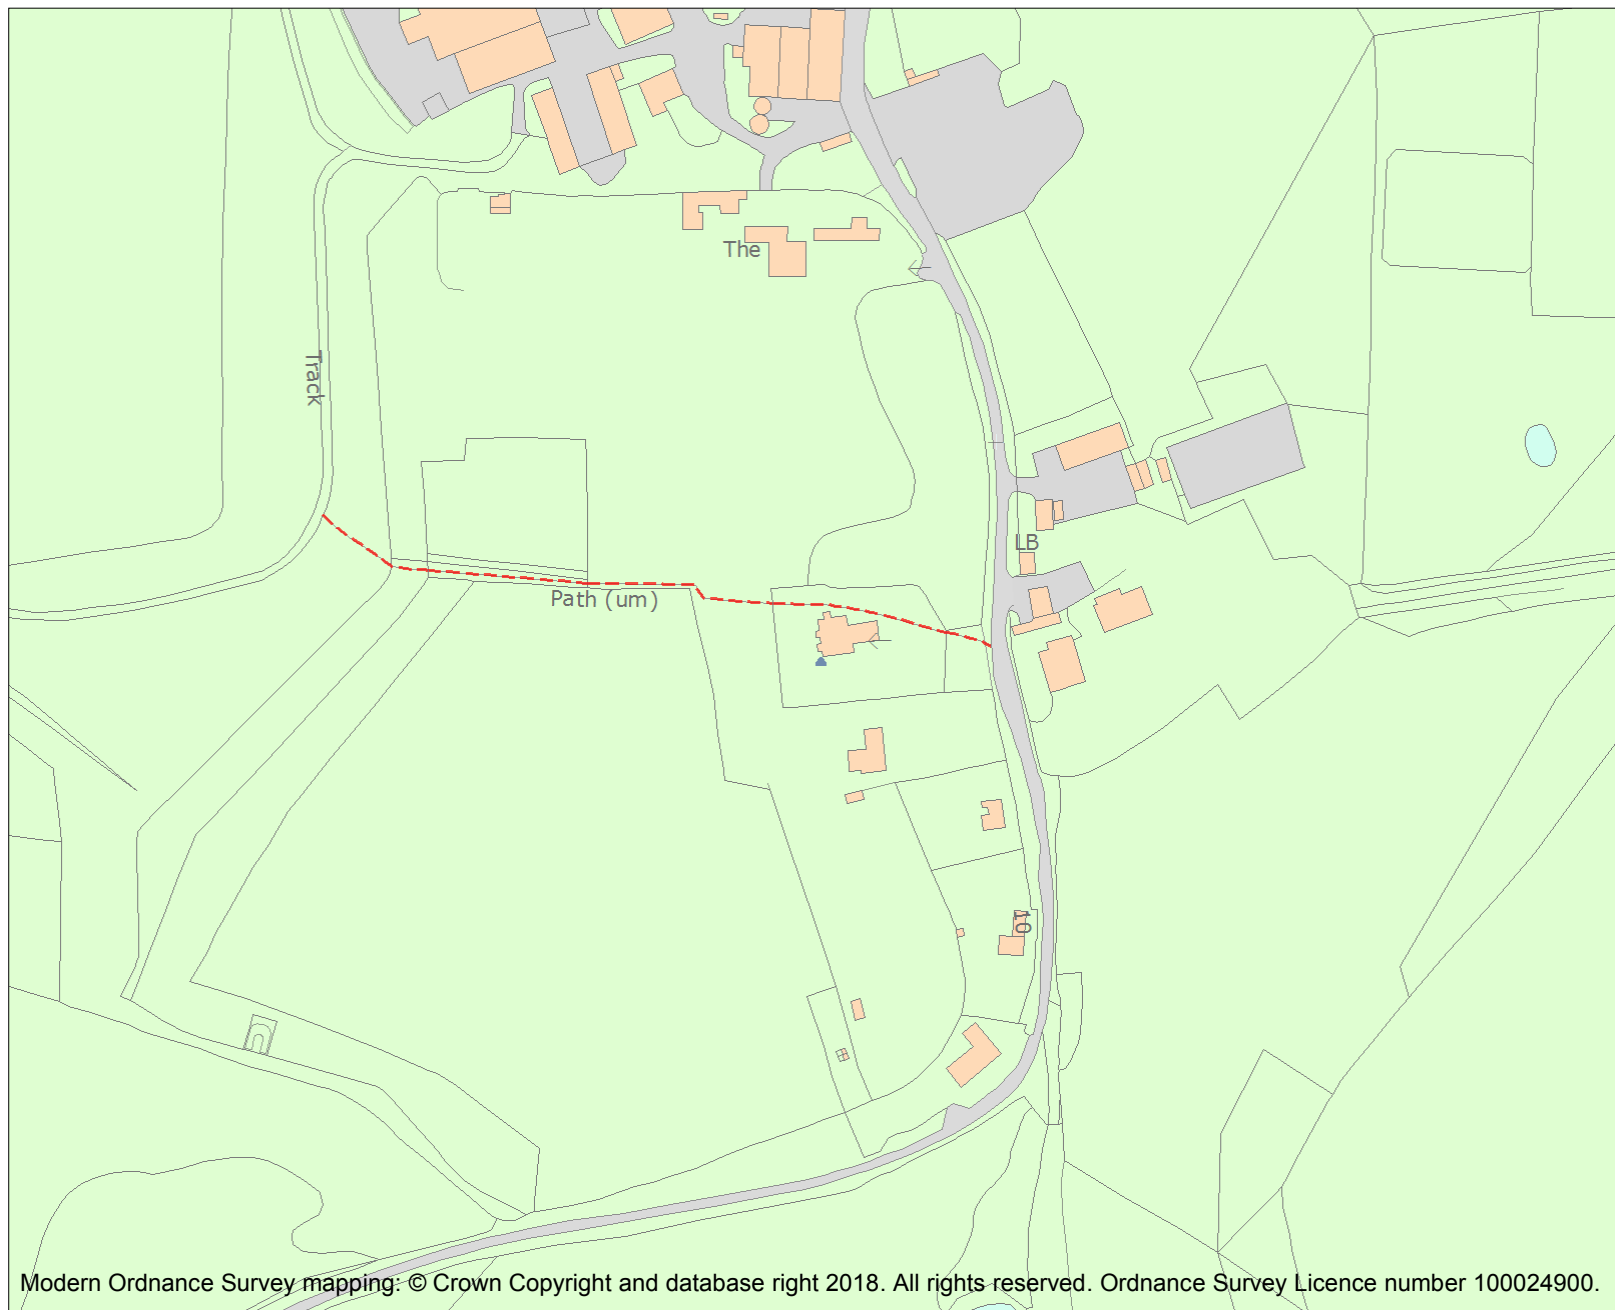 The
Track
LB
Path (um)
10
Modern Ordnance Survey mapping: © Crown Copyright and database right 2018. All rights reserved. Ordnance Survey Licence number 100024900.